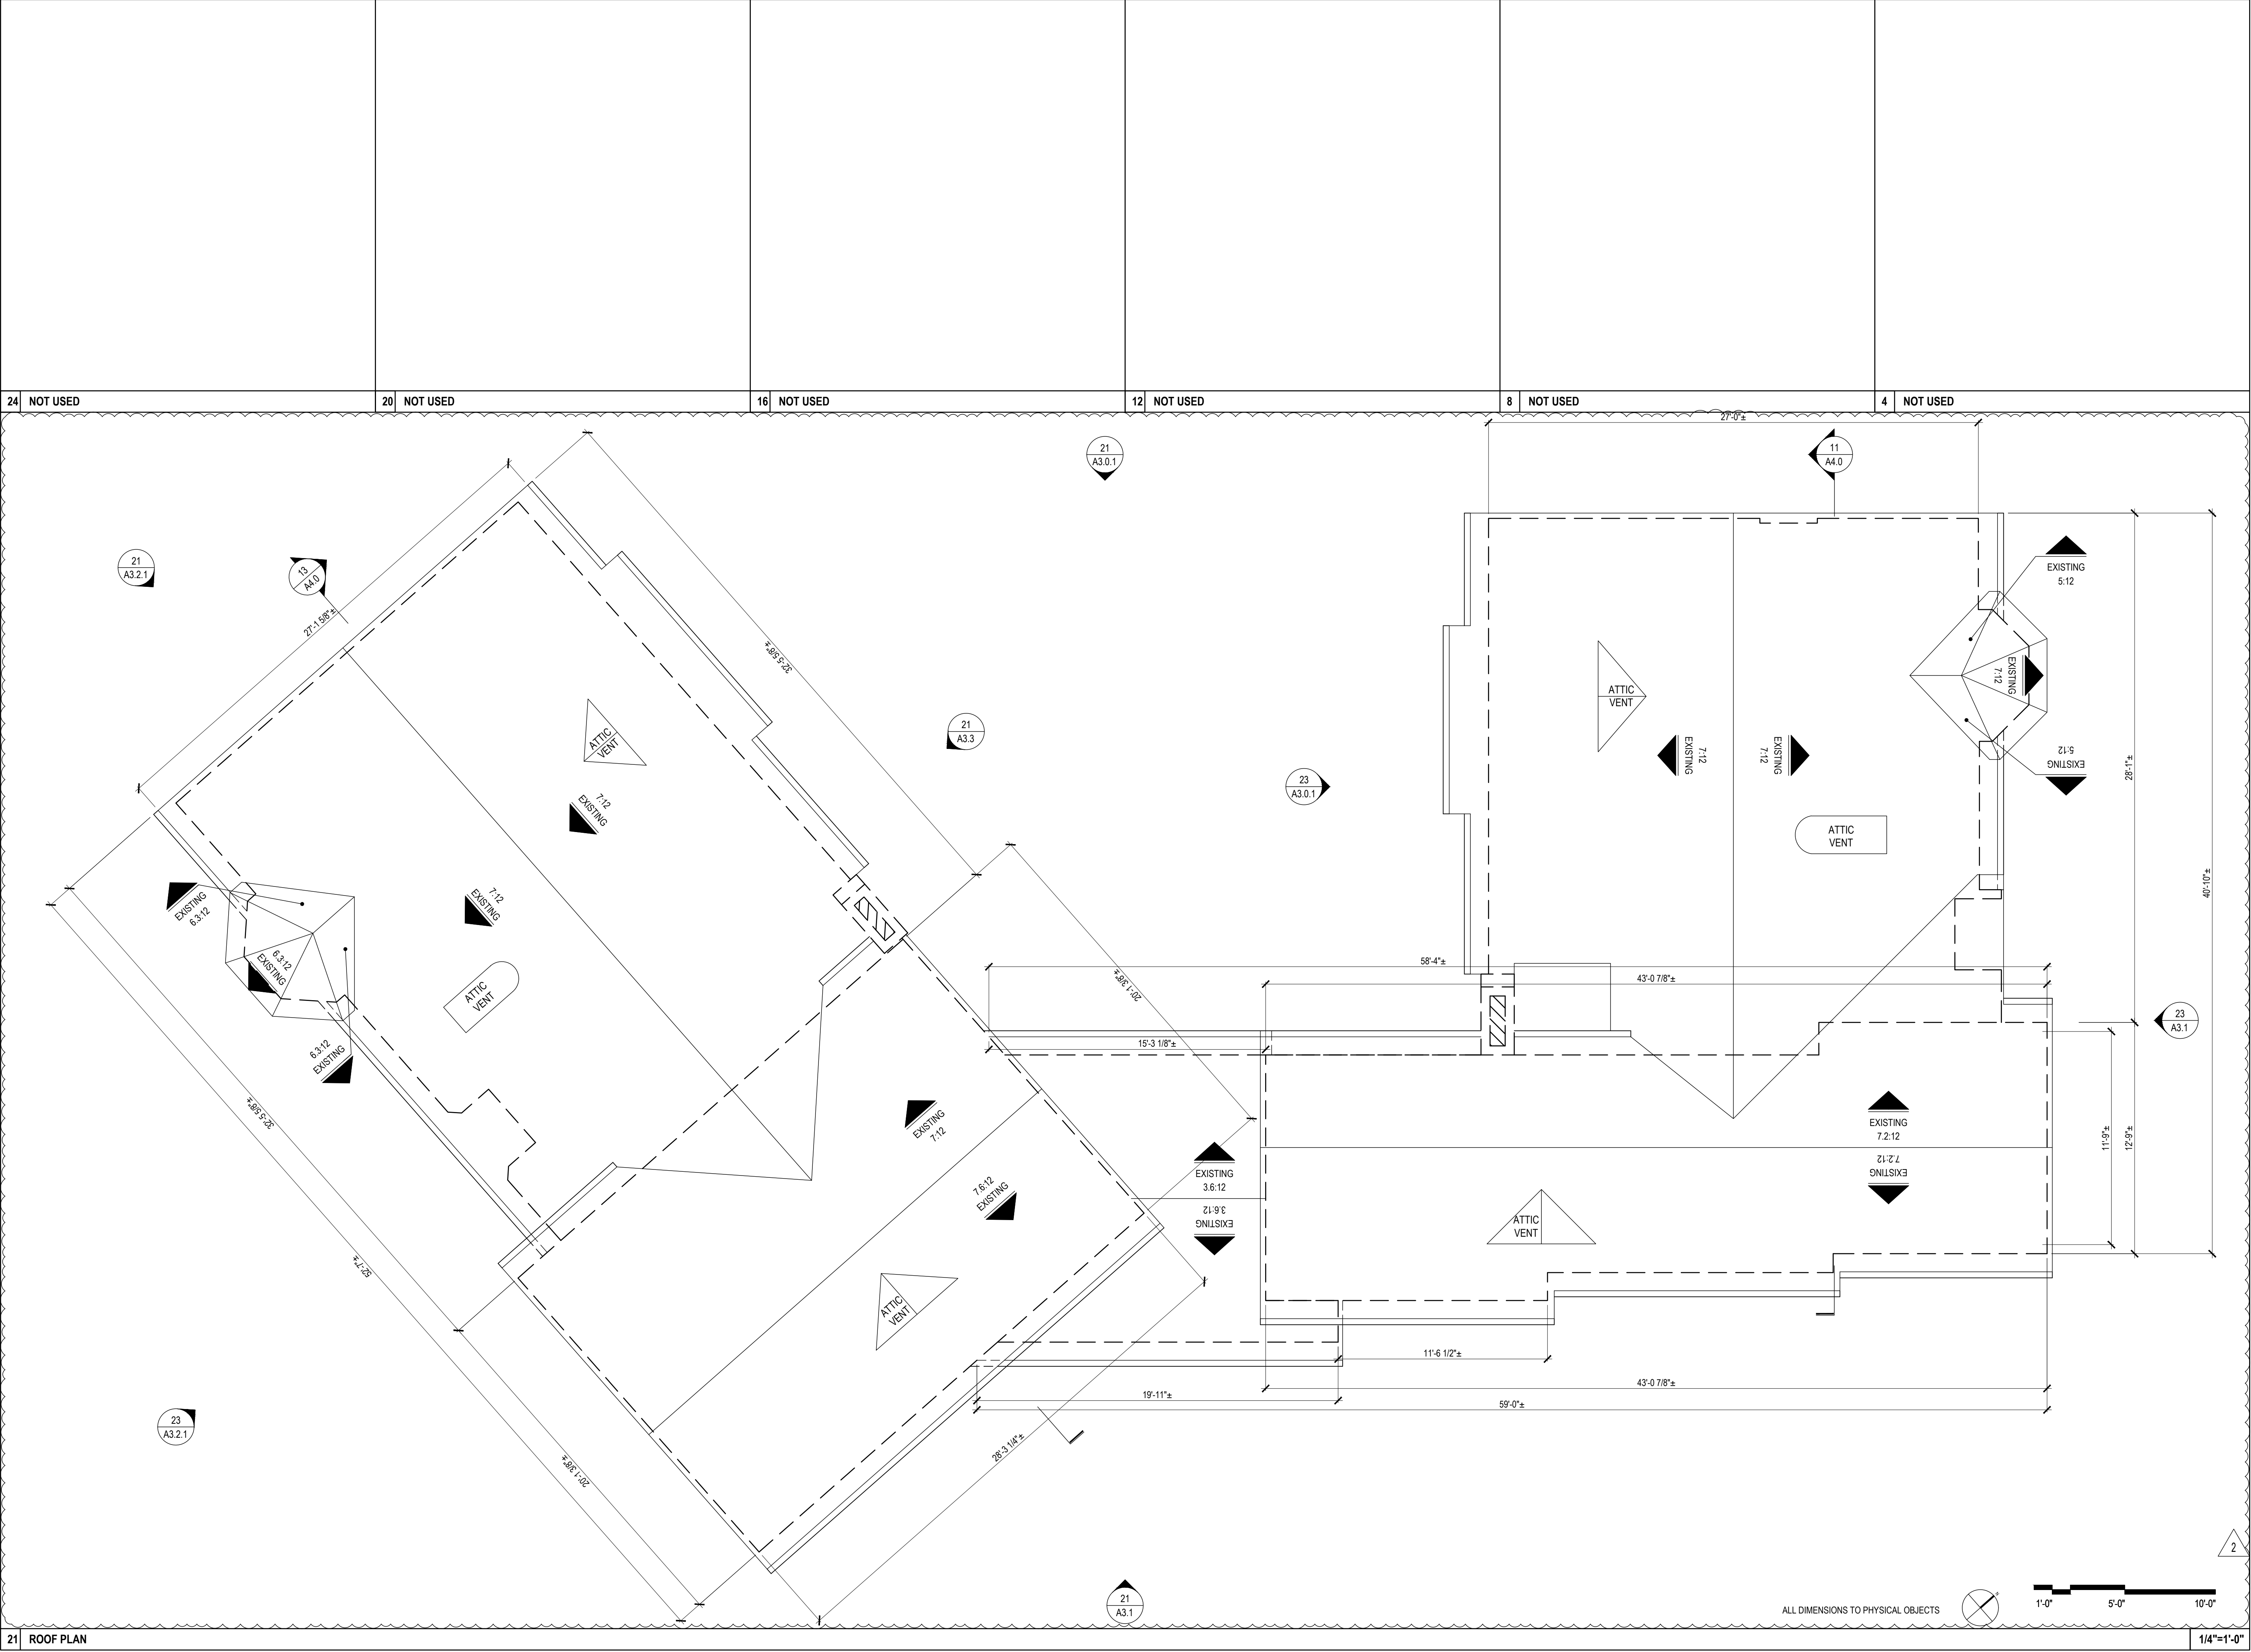 24 NOT USED
20 NOT USED
16 NOT USED
12 NOT USED
8 NOT USED
4 NOT USED
27'-0"±
21
A3.0.1
11
A4.0
21
A3.2.1
13
A4.0
27'-1 5/8"±
32'-5 5/8"±
EXISTING
5:12
EXISTING
7:12
5:12
EXISTING
ATTIC
VENT
ATTIC
VENT
21
A3.3
23
A3.0.1
7:12
EXISTING
7:12
EXISTING
28'-1"±
40'-10"±
7:12
EXISTING
ATTIC
VENT
7:12
EXISTING
EXISTING
6.3:12
6.3:12
EXISTING
ATTIC
VENT
6.3:12
EXISTING
58'-4"±
43'-0 7/8"±
20'-1 3/8"±
15'-3 1/8"±
23
A3.1
32'-5 5/8"±
EXISTING
7:12
EXISTING
7.2:12
7.2:12
EXISTING
11'-9"±
12'-9"±
EXISTING
3.6:12
3.6:12
EXISTING
7.6:12
EXISTING
ATTIC
VENT
52'-7"±
ATTIC
VENT
11'-6 1/2"±
43'-0 7/8"±
19'-11"±
59'-0"±
23
A3.2.1
28'-3 1/4"±
20'-1 3/8"±
21
A3.1
2
ALL DIMENSIONS TO PHYSICAL OBJECTS
1'-0" 5'-0" 10'-0"
21 ROOF PLAN
1/4"=1'-0"